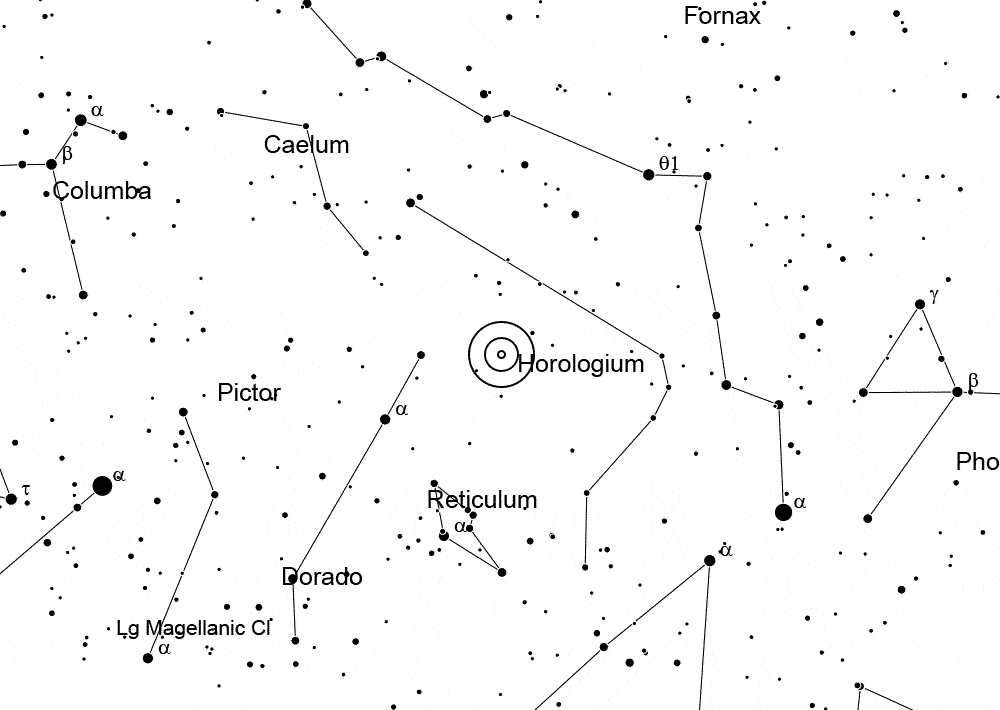 Fornax
α
Caelum
θ1
β
Columba
γ
Horologium
β
Pictor
α
Pho
α
τ
Reticulum
α
α
α
Dorado
Lg Magellanic Cl
α